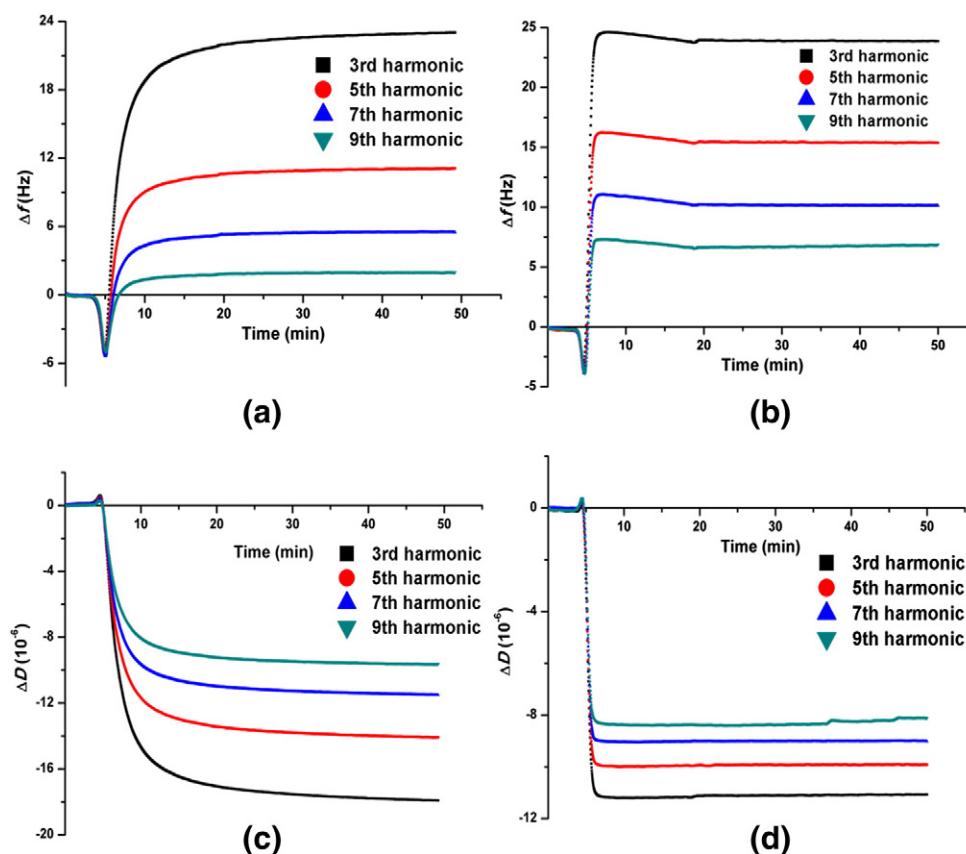 24
18
12
6
0
-6
Δf (Hz)
10 20 30 40 50
Time (min)
3rd harmonic
5th harmonic
7th harmonic
9th harmonic
(a)
25
20
15
10
5
0
-5
Δf (Hz)
10 20 30 40 50
Time (min)
3rd harmonic
5th harmonic
7th harmonic
9th harmonic
(b)
0
-4
-8
-12
-16
-20
ΔD (10⁻⁶)
10 20 30 40 50
Time (min)
3rd harmonic
5th harmonic
7th harmonic
9th harmonic
(c)
0
-4
-8
-12
ΔD (10⁻⁶)
10 20 30 40 50
Time (min)
3rd harmonic
5th harmonic
7th harmonic
9th harmonic
(d)